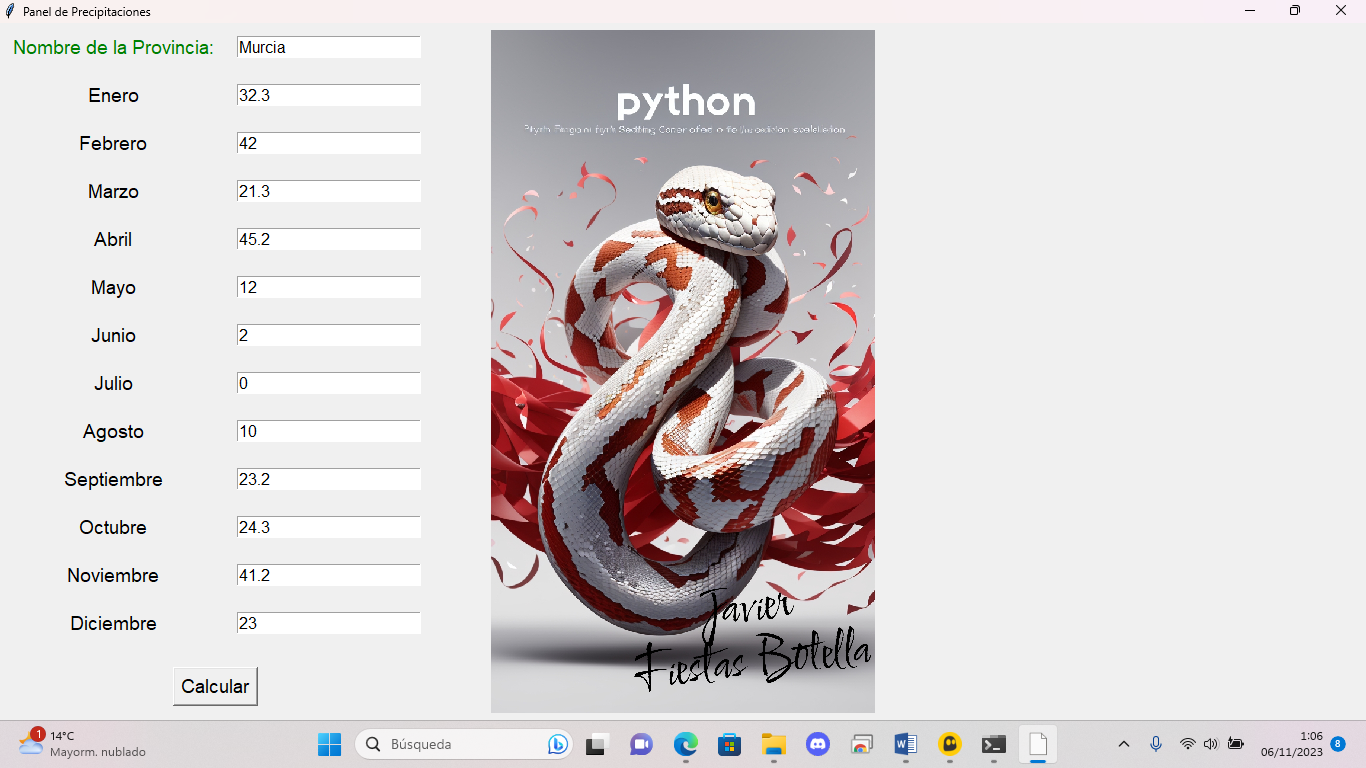 Panel de Precipitaciones
Nombre de la Provincia: Murcia
Enero 32.3
Febrero 42
Marzo 21.3
Abril 45.2
Mayo 12
Junio 2
Julio 0
Agosto 10
Septiembre 23.2
Octubre 24.3
Noviembre 41.2
Diciembre 23
Calcular
python
Javier
Fiestas Botella
1
14°C
Mayorm. nublado
Búsqueda
1:06
06/11/2023
8